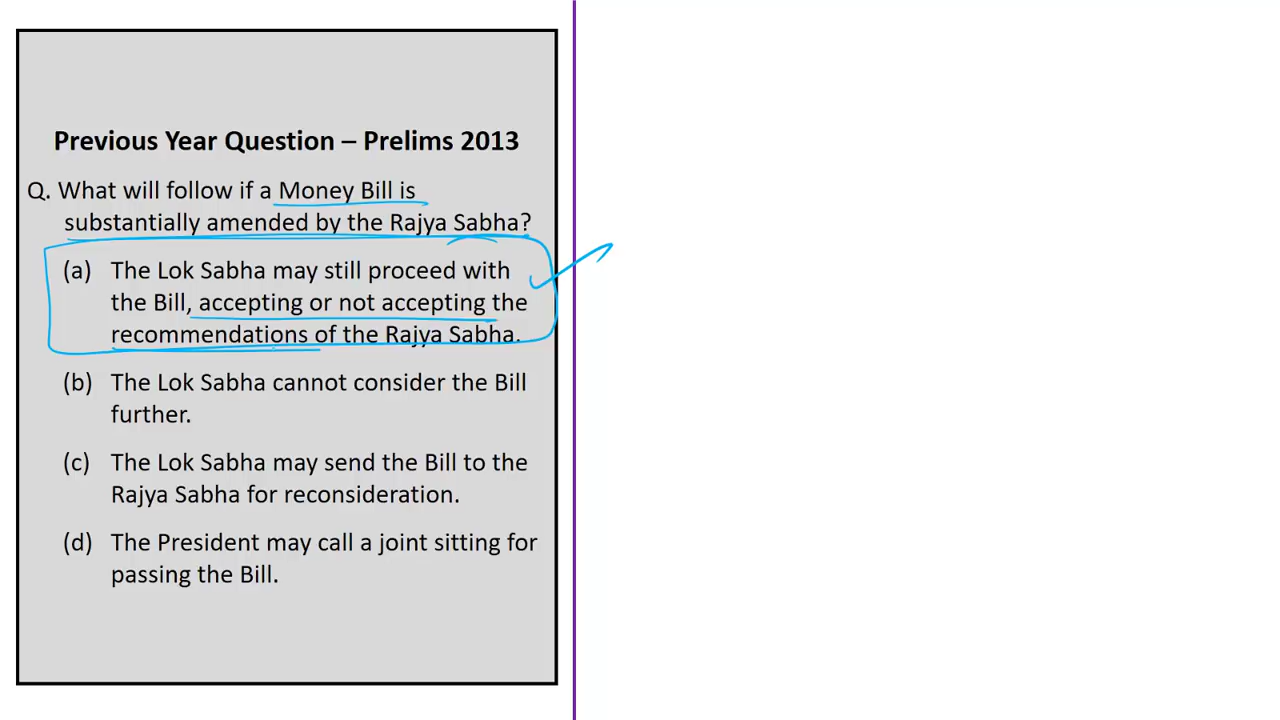 Previous Year Question – Prelims 2013
Q. What will follow if a Money Bill is
substantially amended by the Rajya Sabha?
(a) The Lok Sabha may still proceed with
the Bill, accepting or not accepting the
recommendations of the Rajya Sabha.
(b) The Lok Sabha cannot consider the Bill
further.
(c) The Lok Sabha may send the Bill to the
Rajya Sabha for reconsideration.
(d) The President may call a joint sitting for
passing the Bill.